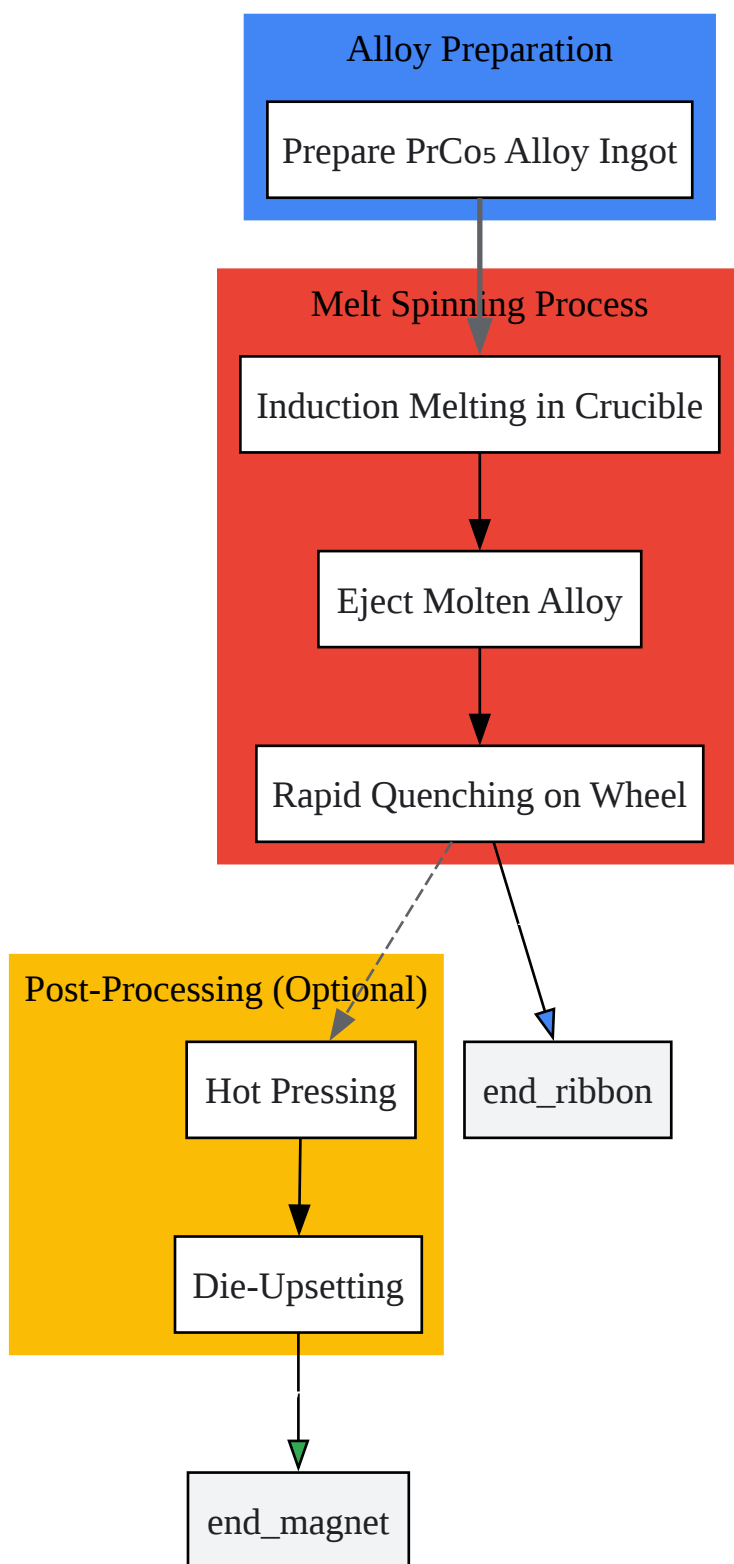 Alloy Preparation
Prepare PrCo₅ Alloy Ingot
Melt Spinning Process
Induction Melting in Crucible
Eject Molten Alloy
Rapid Quenching on Wheel
Post-Processing (Optional)
Hot Pressing
end_ribbon
Die-Upsetting
end_magnet